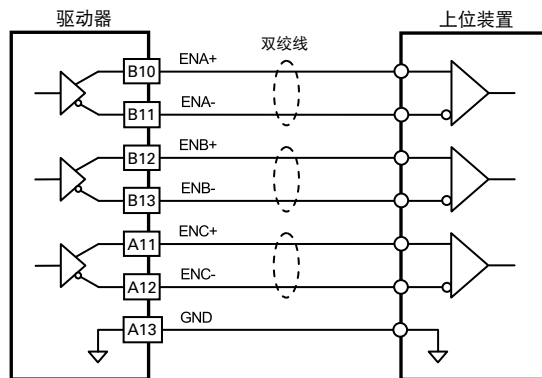 驱动器
上位装置
双绞线
B10
ENA+
B11
ENA-
B12
ENB+
B13
ENB-
A11
ENC+
A12
ENC-
A13
GND